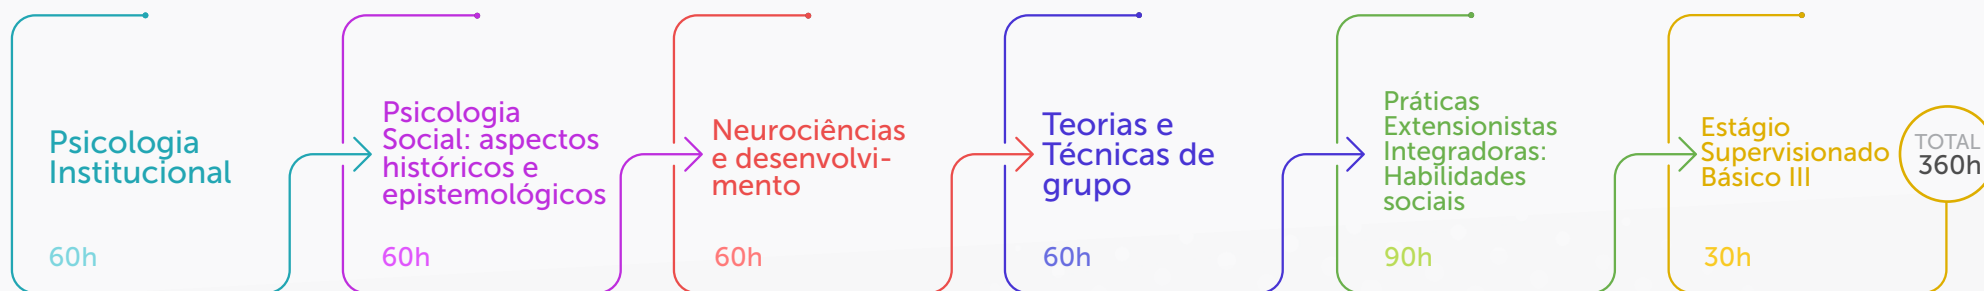 Psicologia
Institucional
60h
Psicologia
Social: aspectos
históricos e
epistemológicos
60h
Neurociências
e desenvolvi-
mento
60h
Teorias e
Técnicas de
grupo
60h
Práticas
Extensionistas
Integradoras:
Habilidades
sociais
90h
Estágio
Supervisionado
Básico III
30h
TOTAL
360h